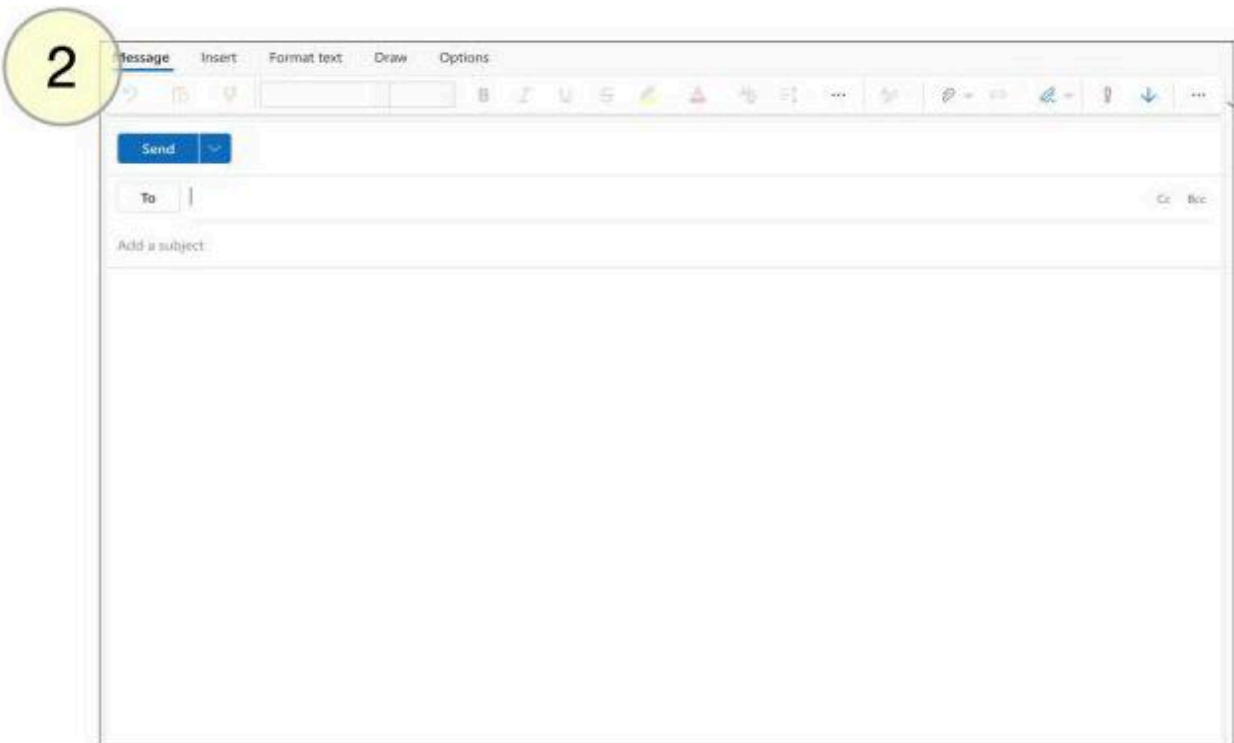 2
Message Insert Format text Draw Options
B I U S
Send
To Cc Bcc
Add a subject